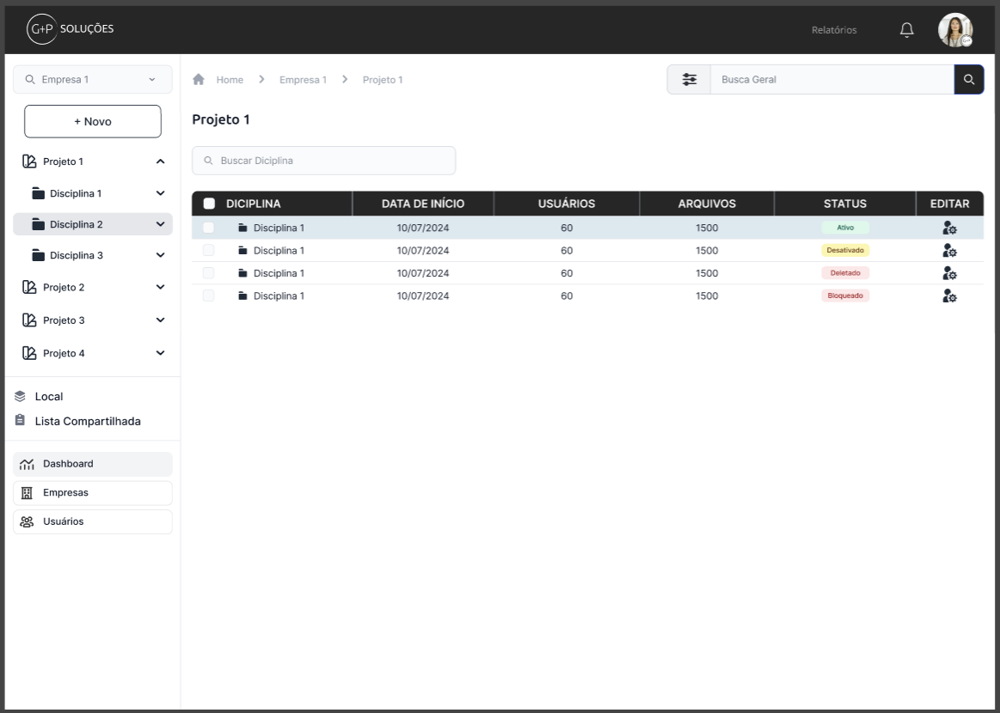 G+P SOLUÇÕES
Relatórios
Empresa 1
+ Novo
Projeto 1
Disciplina 1
Disciplina 2
Disciplina 3
Projeto 2
Projeto 3
Projeto 4
Local
Lista Compartilhada
Dashboard
Empresas
Usuários
Home > Empresa 1 > Projeto 1
Busca Geral
Projeto 1
Buscar Diciplina
DICIPLINA DATA DE INÍCIO USUÁRIOS ARQUIVOS STATUS EDITAR
Disciplina 1 10/07/2024 60 1500 Ativo
Disciplina 1 10/07/2024 60 1500 Desativado
Disciplina 1 10/07/2024 60 1500 Deletado
Disciplina 1 10/07/2024 60 1500 Bloqueado